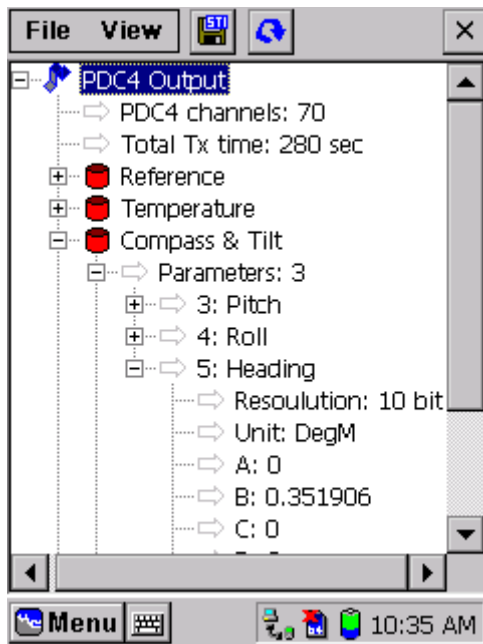 File View STI
PDC4 Output
PDC4 channels: 70
Total Tx time: 280 sec
Reference
Temperature
Compass & Tilt
Parameters: 3
3: Pitch
4: Roll
5: Heading
Resoulution: 10 bit
Unit: DegM
A: 0
B: 0.351906
C: 0
Menu 10:35 AM